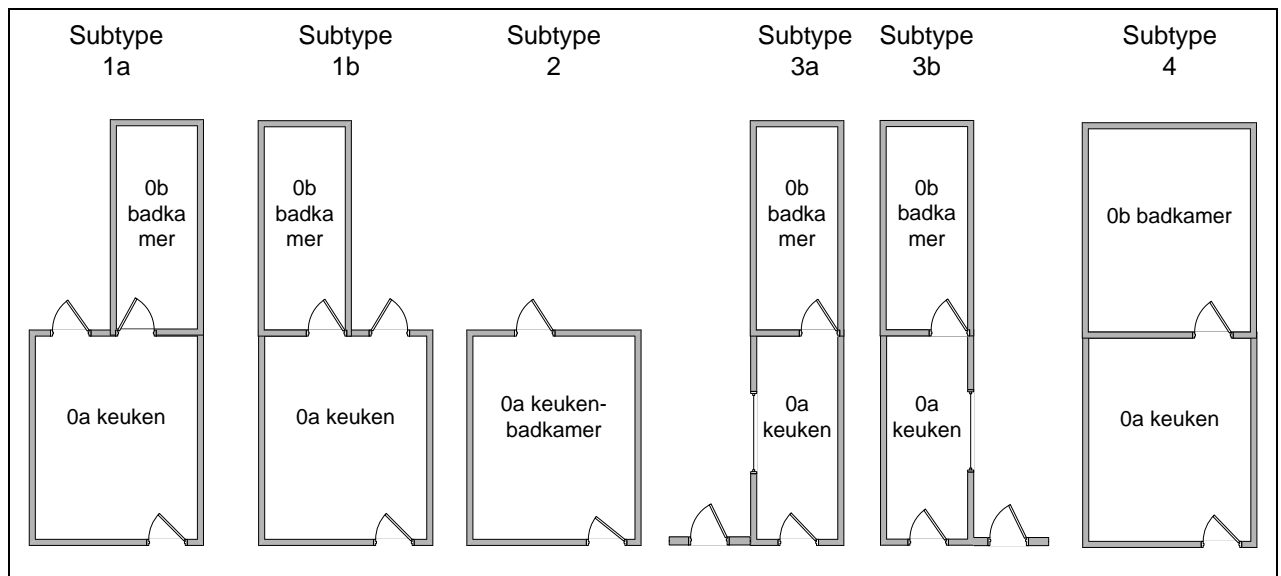 Subtype
1a
Subtype
1b
Subtype
2
Subtype
3a
Subtype
3b
Subtype
4
0b
badka
mer
0b
badka
mer
0b
badka
mer
0b
badka
mer
0b badkamer
0a keuken
0a keuken
0a keuken-
badkamer
0a
keuken
0a
keuken
0a keuken